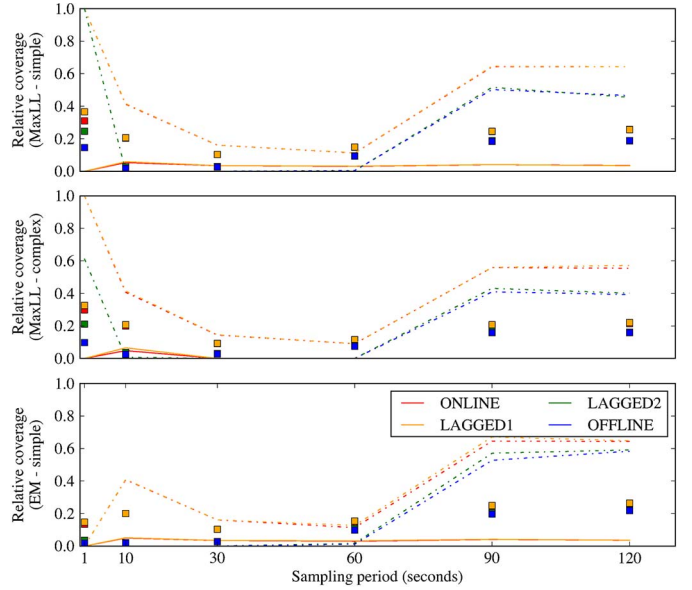 1.0
0.8
0.6
0.4
0.2
0.0
Relative coverage
(MaxLL - simple)
1.0
0.8
0.6
0.4
0.2
0.0
Relative coverage
(MaxLL - complex)
1.0
0.8
0.6
0.4
0.2
0.0
Relative coverage
(EM - simple)
ONLINE
LAGGED1
LAGGED2
OFFLINE
1 10 30 60 90 120
Sampling period (seconds)